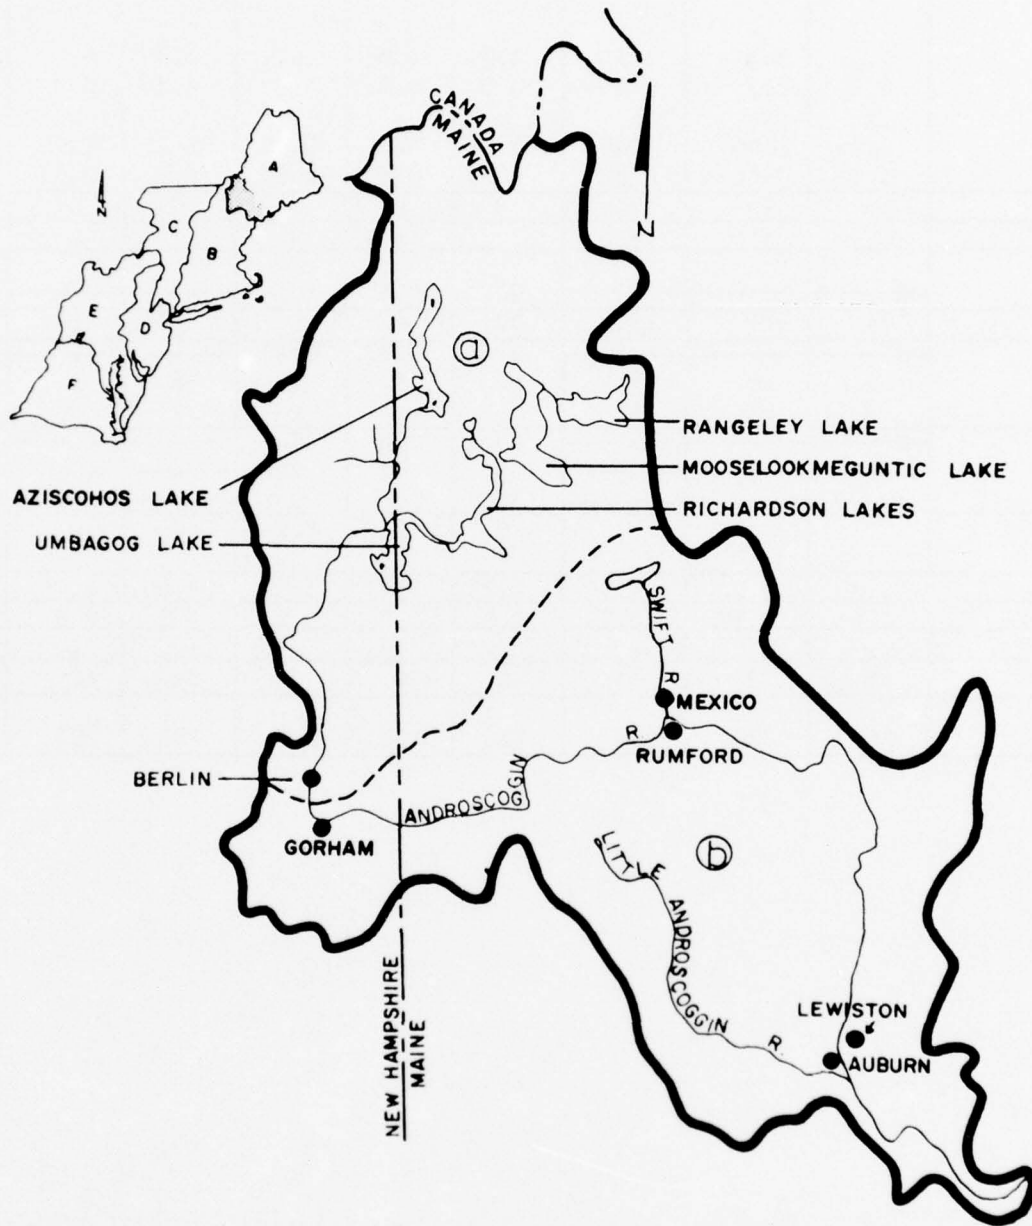 CANADA
MAINE
N
N
A
C
B
E
D
F
a
RANGELEY LAKE
MOOSELOOKMEGUNTIC LAKE
AZISCOHOS LAKE
RICHARDSON LAKES
UMBAGOG LAKE
SWIFT R
MEXICO
R
RUMFORD
BERLIN
ANDROSCOGGIN
GORHAM
b
LITTLE ANDROSCOGGIN R
NEW HAMPSHIRE
MAINE
LEWISTON
AUBURN